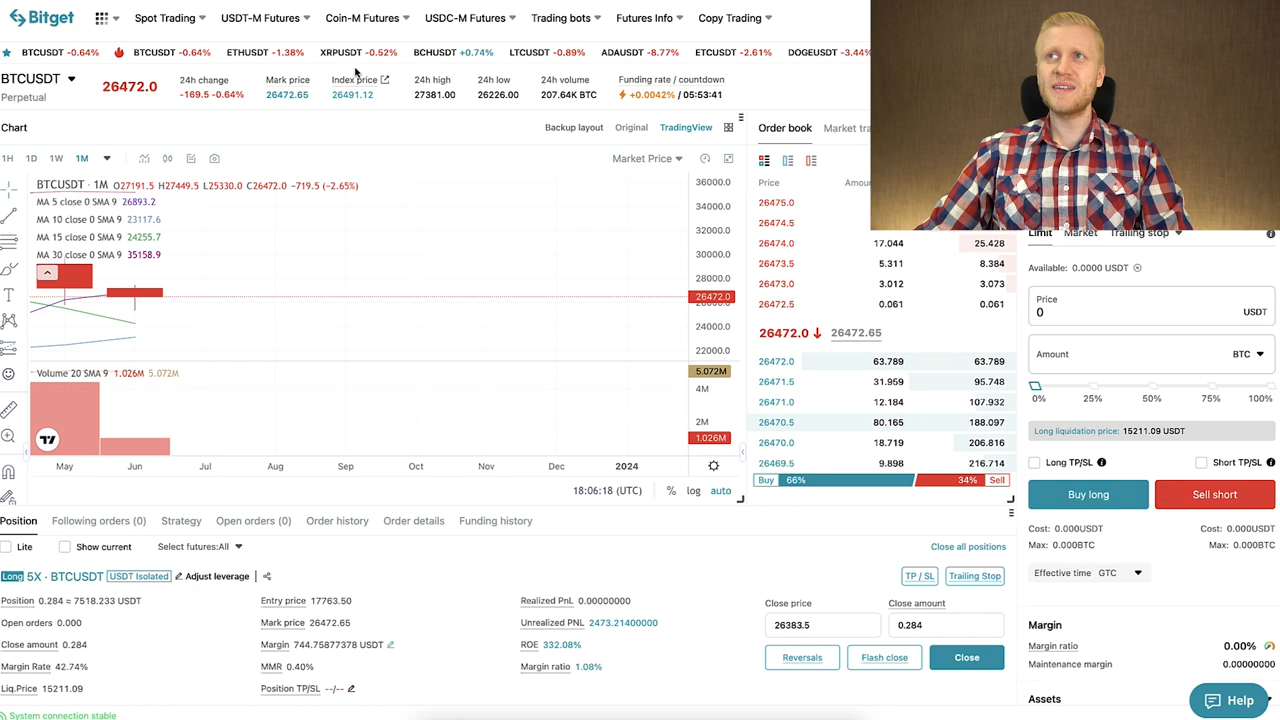 Bitget
Spot Trading USDT-M Futures Coin-M Futures USDC-M Futures Trading bots Futures Info Copy Trading
BTCUSDT -0.64% BTCUSDT -0.64% ETHUSDT -1.38% XRPUSDT -0.52% BCHUSDT +0.74% LTCUSDT -0.89% ADAUSDT -8.77% ETCUSDT -2.61% DOGEUSDT -3.44%
BTCUSDT
Perpetual
26472.0
24h change
-169.5 -0.64%
Mark price
26472.65
Index price
26491.12
24h high
27381.00
24h low
26226.00
24h volume
207.64K BTC
Funding rate / countdown
+0.0042% / 05:53:41
Chart
Backup layout Original TradingView
1H 1D 1W 1M
Market Price
BTCUSDT · 1M O27191.5 H27449.5 L25330.0 C26472.0 -719.5 (-2.65%)
MA 5 close 0 SMA 9 26893.2
MA 10 close 0 SMA 9 23117.6
MA 15 close 0 SMA 9 24255.7
MA 30 close 0 SMA 9 35158.9
36000.0
34000.0
32000.0
30000.0
28000.0
26472.0
24000.0
22000.0
Volume 20 SMA 9 1.026M 5.072M
5.072M
4M
2M
1.026M
May Jun Jul Aug Sep Oct Nov Dec 2024
18:06:18 (UTC) % log auto
Order book Market tra
Price Amou
26475.0
26474.5
26474.0 17.044 25.428
26473.5 5.311 8.384
26473.0 3.012 3.073
26472.5 0.061 0.061
26472.0 26472.65
26472.0 63.789 63.789
26471.5 31.959 95.748
26471.0 12.184 107.932
26470.5 80.165 188.097
26470.0 18.719 206.816
26469.5 9.898 216.714
Buy 66% 34% Sell
Limit Market Trailing stop
Available: 0.0000 USDT
Price
0 USDT
Amount BTC
0% 25% 50% 75% 100%
Long liquidation price: 15211.09 USDT
Long TP/SL Short TP/SL
Buy long Sell short
Cost: 0.000USDT Cost: 0.000USDT
Max: 0.000BTC Max: 0.000BTC
Effective time GTC
Margin
Margin ratio 0.00%
Maintenance margin 0.00000000
Assets
Help
Position Following orders (0) Strategy Open orders (0) Order history Order details Funding history
Lite Show current Select futures:All Close all positions
Long 5X · BTCUSDT USDT Isolated Adjust leverage TP / SL Trailing Stop
Position 0.284 ≈ 7518.233 USDT
Open orders 0.000
Close amount 0.284
Margin Rate 42.74%
Liq.Price 15211.09
Entry price 17763.50
Mark price 26472.65
Margin 744.75877378 USDT
MMR 0.40%
Position TP/SL --/--
Realized PnL 0.00000000
Unrealized PNL 2473.21400000
ROE 332.08%
Margin ratio 1.08%
Close price Close amount
26383.5 0.284
Reversals Flash close Close
System connection stable